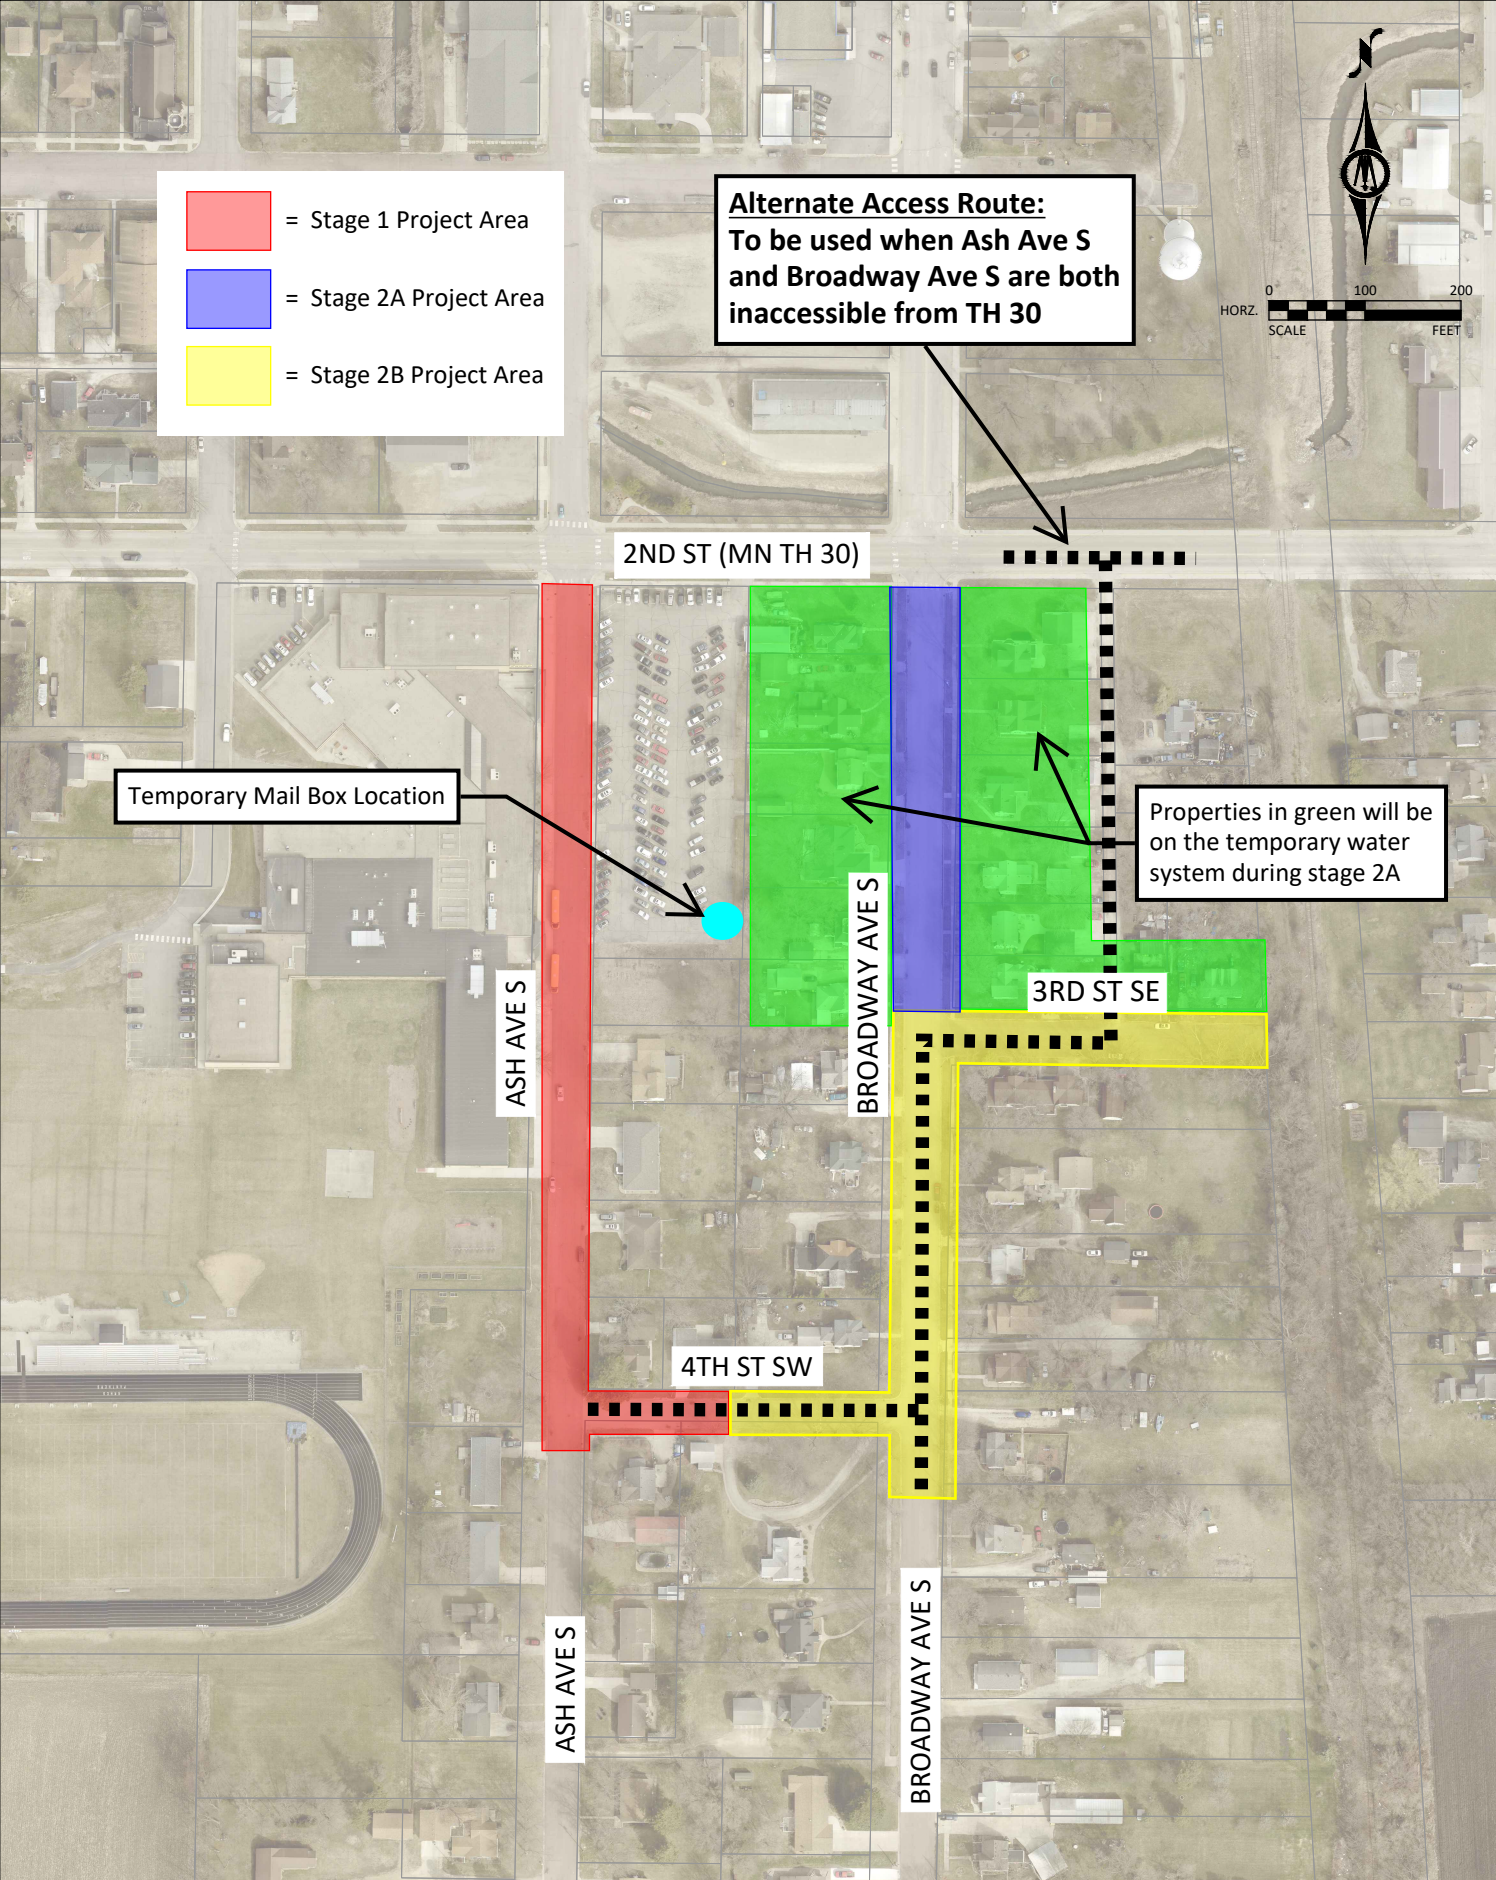 N
= Stage 1 Project Area
= Stage 2A Project Area
= Stage 2B Project Area
Alternate Access Route:
To be used when Ash Ave S
and Broadway Ave S are both
inaccessible from TH 30
0 100 200
HORZ.
SCALE FEET
2ND ST (MN TH 30)
Temporary Mail Box Location
Properties in green will be
on the temporary water
system during stage 2A
ASH AVE S
BROADWAY AVE S
3RD ST SE
4TH ST SW
ASH AVE S
BROADWAY AVE S